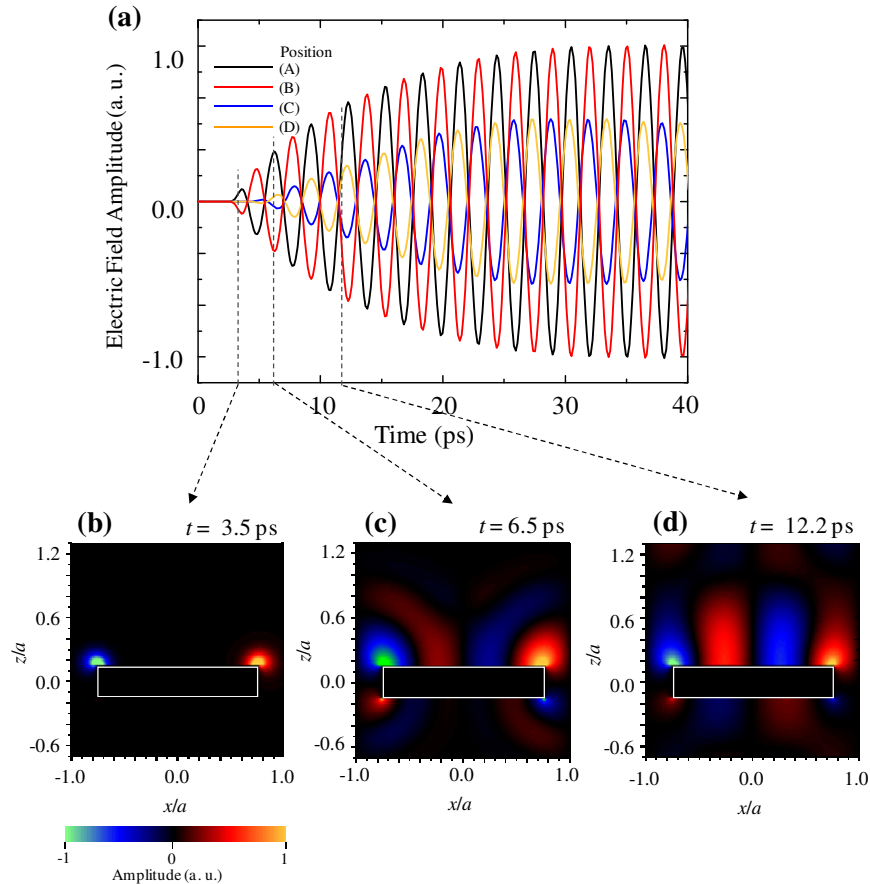 (a)
Electric Field Amplitude (a. u.)
1.0
0.0
-1.0
Position
(A)
(B)
(C)
(D)
0 10 20 30 40
Time (ps)
(b) t = 3.5 ps
(c) t = 6.5 ps
(d) t = 12.2 ps
z/a
1.2
0.6
0.0
-0.6
-1.0 0.0 1.0
x/a
z/a
1.2
0.6
0.0
-0.6
-1.0 0.0 1.0
x/a
z/a
1.2
0.6
0.0
-0.6
-1.0 0.0 1.0
x/a
-1 0 1
Amplitude (a. u.)